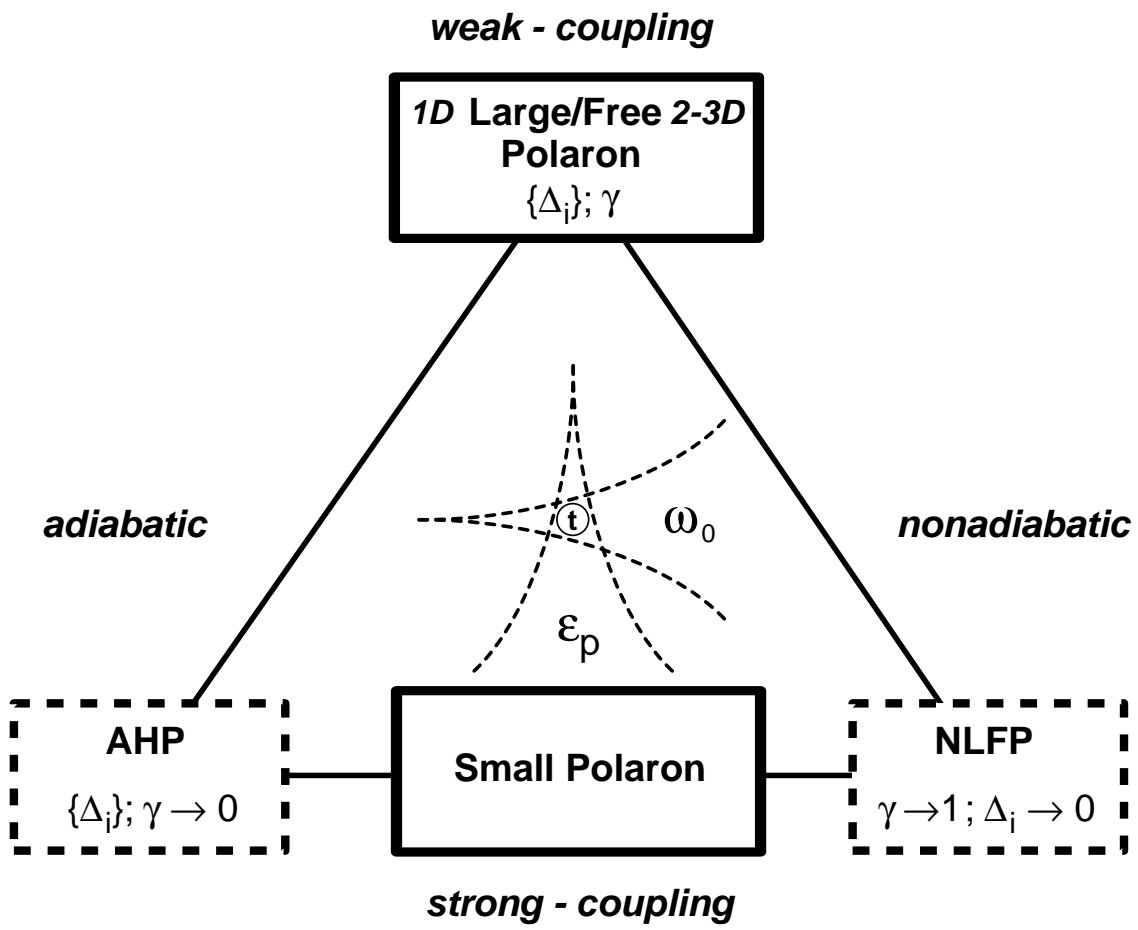 weak - coupling
1D Large/Free 2-3D
Polaron
{Δi}; γ
adiabatic
t
ω0
nonadiabatic
εp
AHP
{Δi}; γ → 0
Small Polaron
NLFP
γ →1 ; Δi → 0
strong - coupling